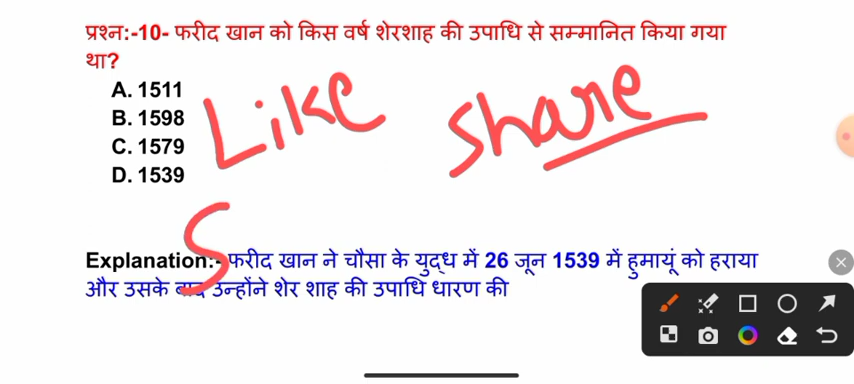 प्रश्न:-10- फरीद खान को किस वर्ष शेरशाह की उपाधि से सम्मानित किया गया
था?
A. 1511
B. 1598
C. 1579
D. 1539
Like share
S
Explanation:- फरीद खान ने चौसा के युद्ध में 26 जून 1539 में हुमायूं को हराया
और उसके बाद उन्होंने शेर शाह की उपाधि धारण की